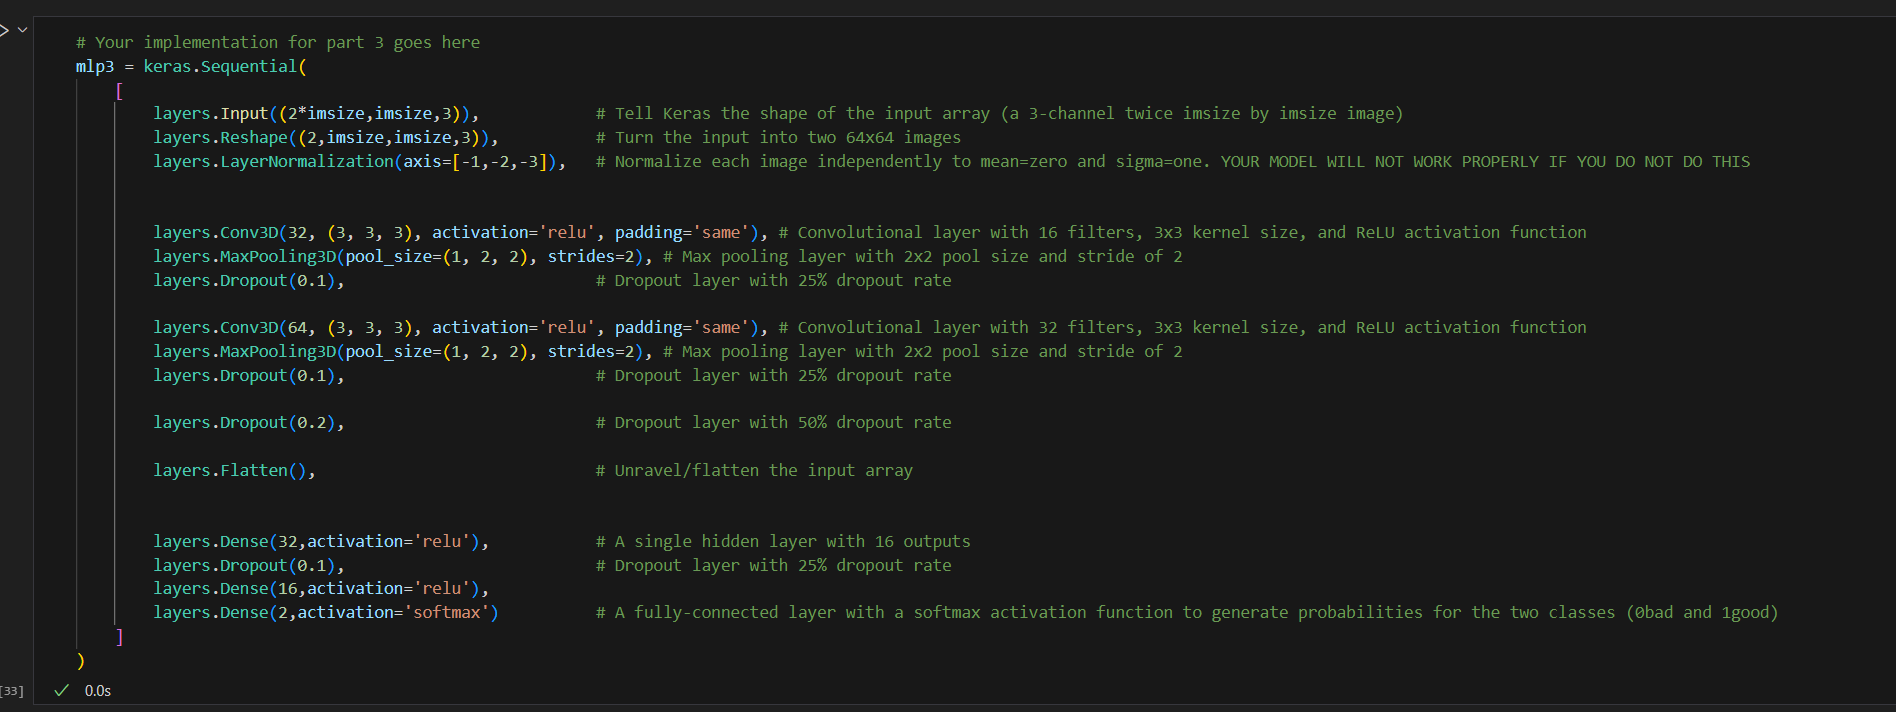 # Your implementation for part 3 goes here
mlp3 = keras.Sequential(
[
layers.Input((2*imsize,imsize,3)), # Tell Keras the shape of the input array (a 3-channel twice imsize by imsize image)
layers.Reshape((2,imsize,imsize,3)), # Turn the input into two 64x64 images
layers.LayerNormalization(axis=[-1,-2,-3]), # Normalize each image independently to mean=zero and sigma=one. YOUR MODEL WILL NOT WORK PROPERLY IF YOU DO NOT DO THIS
layers.Conv3D(32, (3, 3, 3), activation='relu', padding='same'), # Convolutional layer with 16 filters, 3x3 kernel size, and ReLU activation function
layers.MaxPooling3D(pool_size=(1, 2, 2), strides=2), # Max pooling layer with 2x2 pool size and stride of 2
layers.Dropout(0.1), # Dropout layer with 25% dropout rate
layers.Conv3D(64, (3, 3, 3), activation='relu', padding='same'), # Convolutional layer with 32 filters, 3x3 kernel size, and ReLU activation function
layers.MaxPooling3D(pool_size=(1, 2, 2), strides=2), # Max pooling layer with 2x2 pool size and stride of 2
layers.Dropout(0.1), # Dropout layer with 25% dropout rate
layers.Dropout(0.2), # Dropout layer with 50% dropout rate
layers.Flatten(), # Unravel/flatten the input array
layers.Dense(32,activation='relu'), # A single hidden layer with 16 outputs
layers.Dropout(0.1), # Dropout layer with 25% dropout rate
layers.Dense(16,activation='relu'),
layers.Dense(2,activation='softmax') # A fully-connected layer with a softmax activation function to generate probabilities for the two classes (0bad and 1good)
]
)
[33] ✓ 0.0s